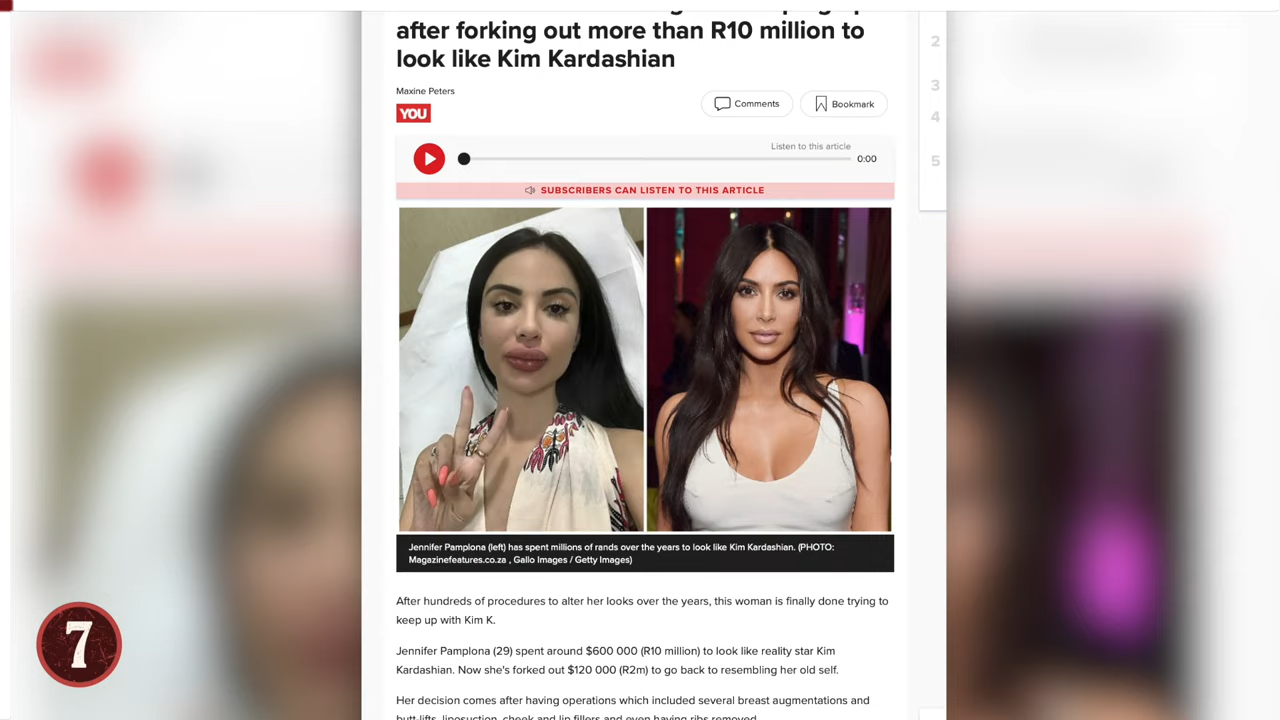 after forking out more than R10 million to
look like Kim Kardashian
Maxine Peters
YOU
Comments
Bookmark
Listen to this article
0:00
SUBSCRIBERS CAN LISTEN TO THIS ARTICLE
2
3
4
5
Jennifer Pamplona (left) has spent millions of rands over the years to look like Kim Kardashian. (PHOTO:
Magazinefeatures.co.za , Gallo Images / Getty Images)
After hundreds of procedures to alter her looks over the years, this woman is finally done trying to
keep up with Kim K.
Jennifer Pamplona (29) spent around $600 000 (R10 million) to look like reality star Kim
Kardashian. Now she's forked out $120 000 (R2m) to go back to resembling her old self.
Her decision comes after having operations which included several breast augmentations and
butt-lifts, liposuction, cheek and lip fillers and even having ribs removed.
7